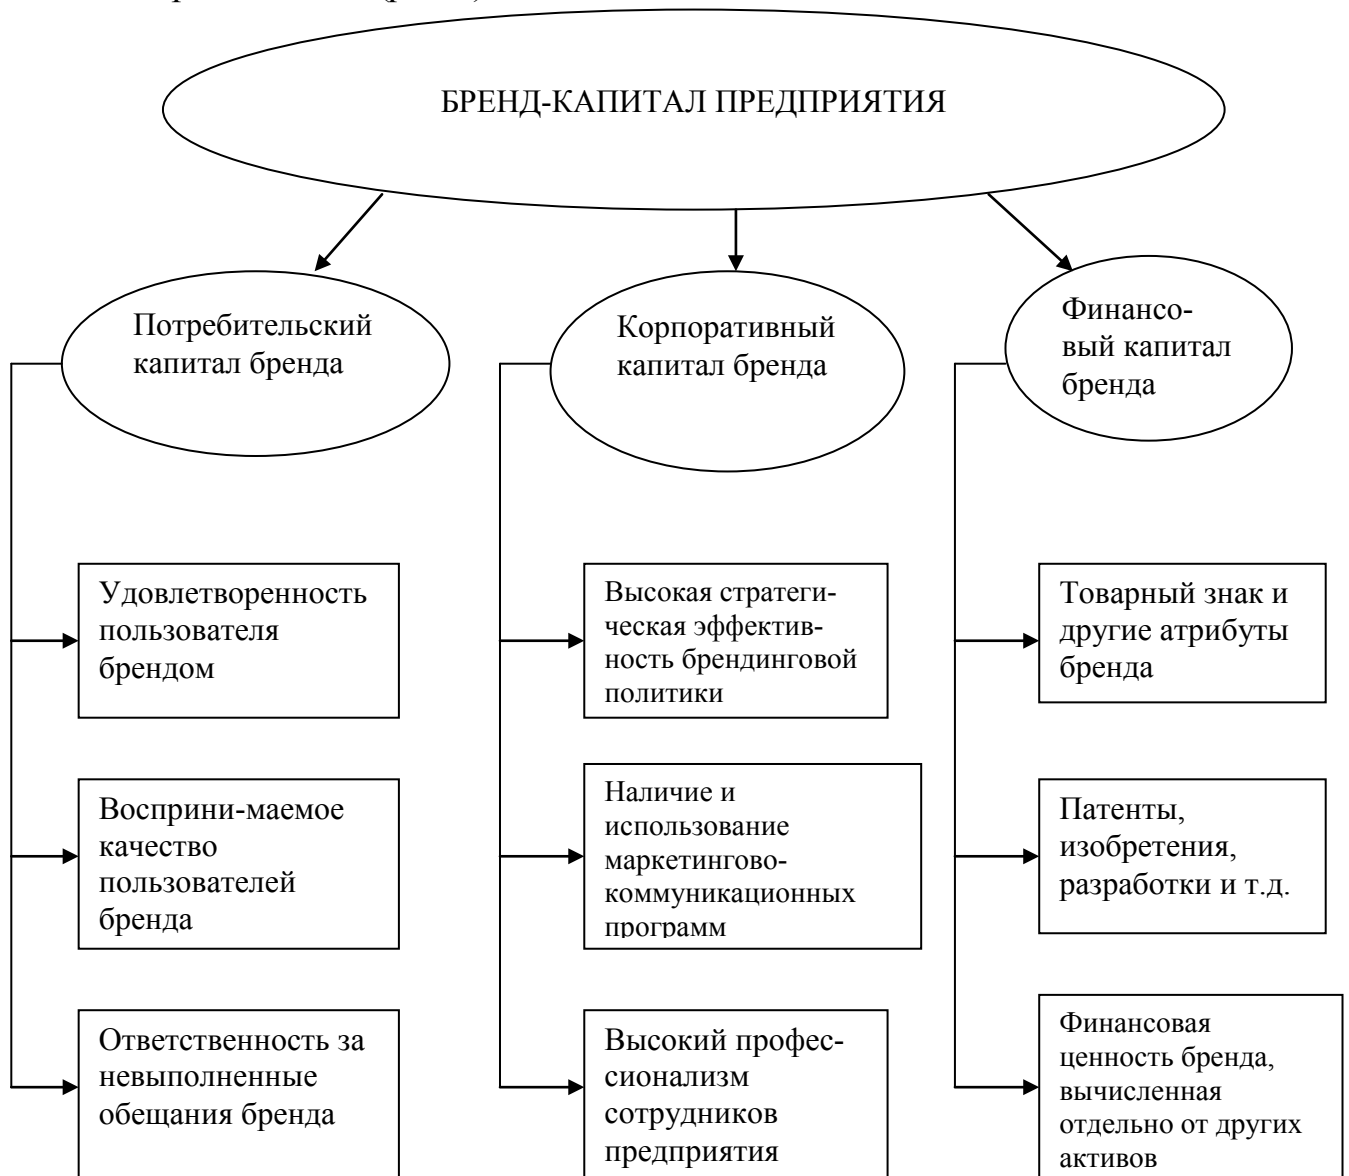 БРЕНД-КАПИТАЛ ПРЕДПРИЯТИЯ
Потребительский
капитал бренда
Корпоративный
капитал бренда
Финансо-
вый капитал
бренда
Удовлетворенность
пользователя
брендом
Восприни-маемое
качество
пользователей
бренда
Ответственность за
невыполненные
обещания бренда
Высокая стратеги-
ческая эффектив-
ность брендинговой
политики
Наличие и
использование
маркетингово-
коммуникационных
программ
Высокий профес-
сионализм
сотрудников
предприятия
Товарный знак и
другие атрибуты
бренда
Патенты,
изобретения,
разработки и т.д.
Финансовая
ценность бренда,
вычисленная
отдельно от других
активов